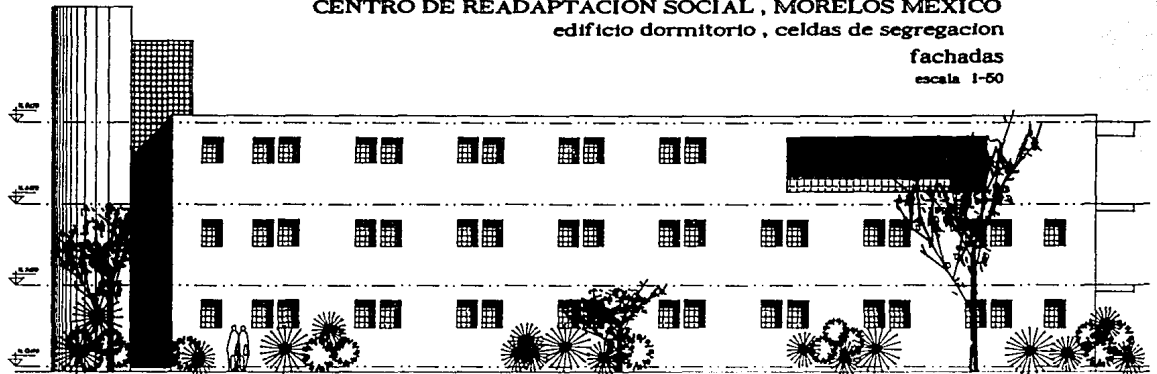 CENTRO DE READAPTACION SOCIAL , MORELOS MEXICO
edificio dormitorio , celdas de segregacion
fachadas
escala 1-50